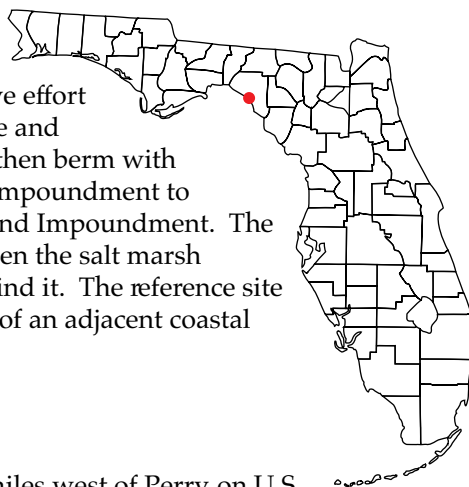 ve effort
e and
then berm with
mpoundment to
nd Impoundment. The
en the salt marsh
ind it. The reference site
of an adjacent coastal
miles west of Perry on U.S.